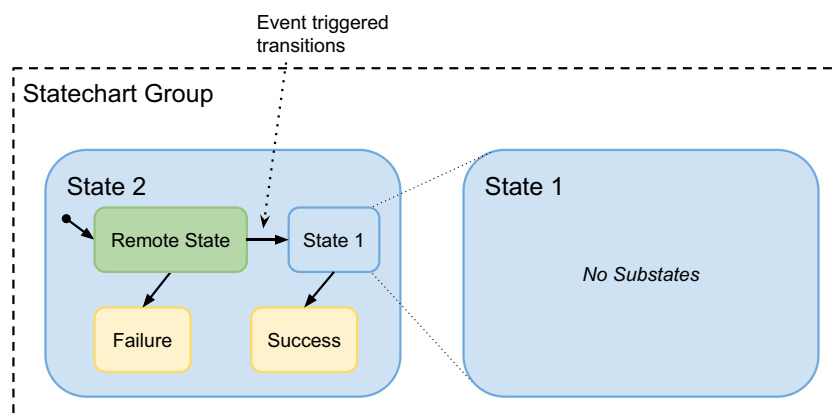 Event triggered
transitions
Statechart Group
State 2
Remote State
State 1
Failure
Success
State 1
No Substates